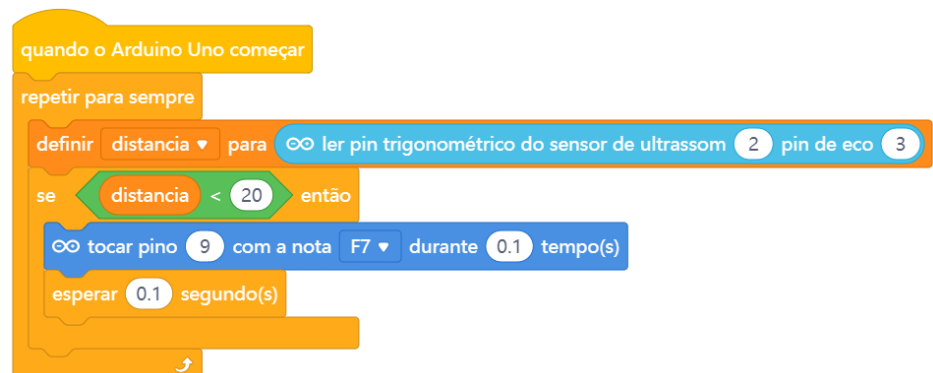 quando o Arduino Uno começar
repetir para sempre
definir distancia para ler pin trigonométrico do sensor de ultrassom 2 pin de eco 3
se distancia < 20 então
tocar pino 9 com a nota F7 durante 0.1 tempo(s)
esperar 0.1 segundo(s)